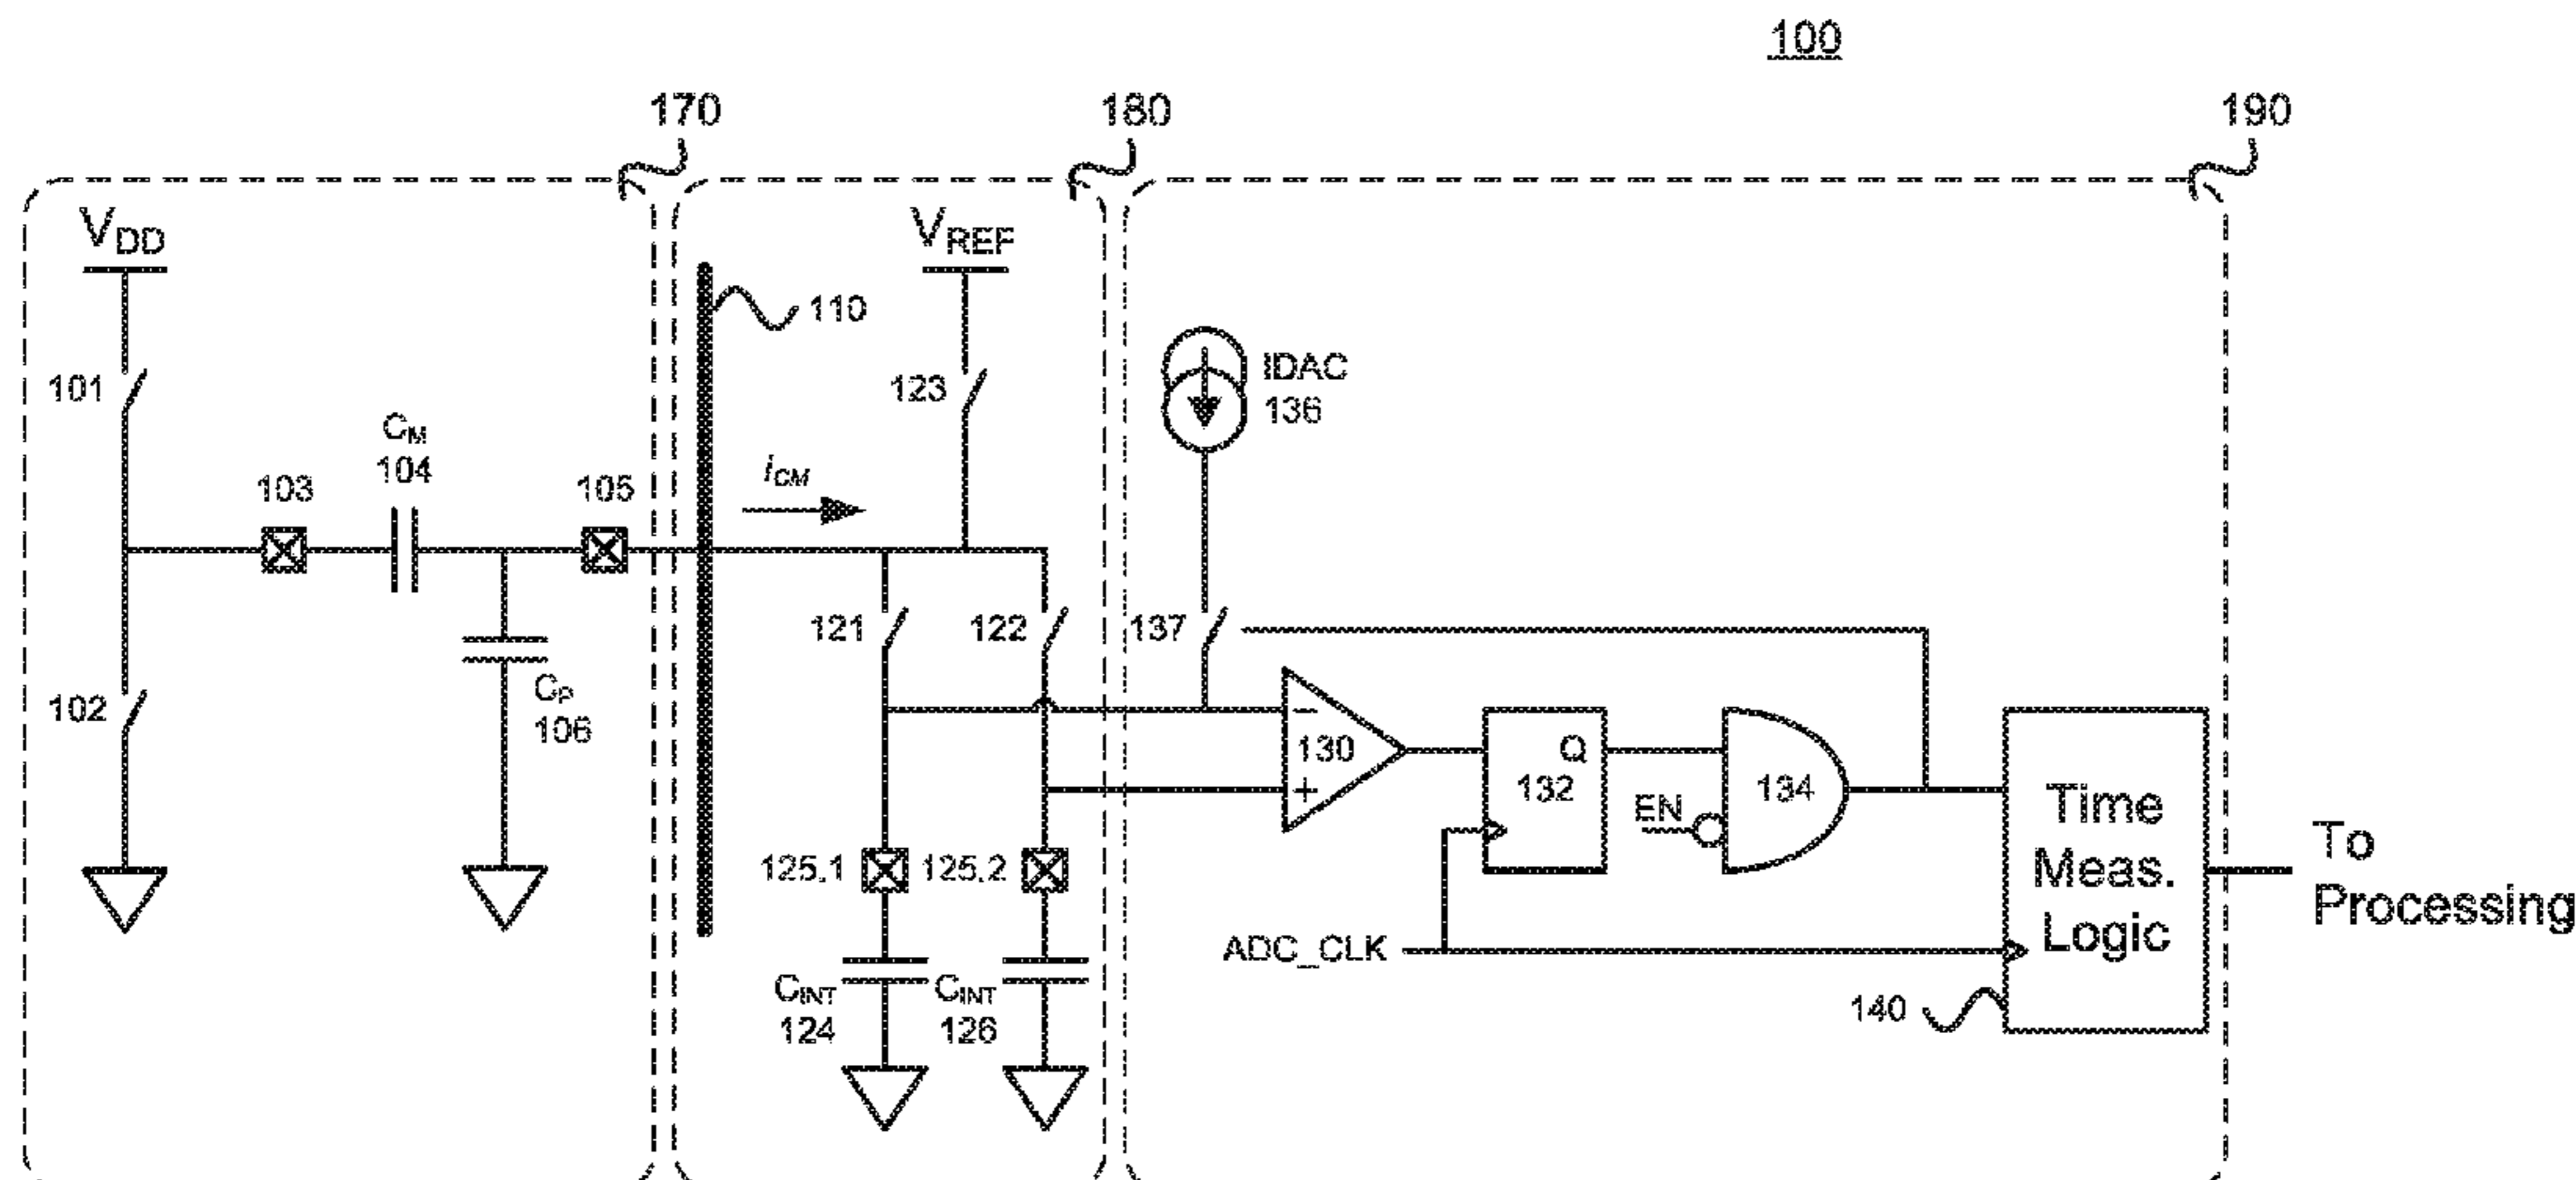 100
170
180
190
VDD
VREF
110
101
123
IDAC
136
CM
104
103
105
iCM
121
122
137
102
CP
106
130
−
+
Q
132
EN
134
Time
Meas.
Logic
To
Processing
125.1
125.2
ADC_CLK
CINT
124
CINT
126
140